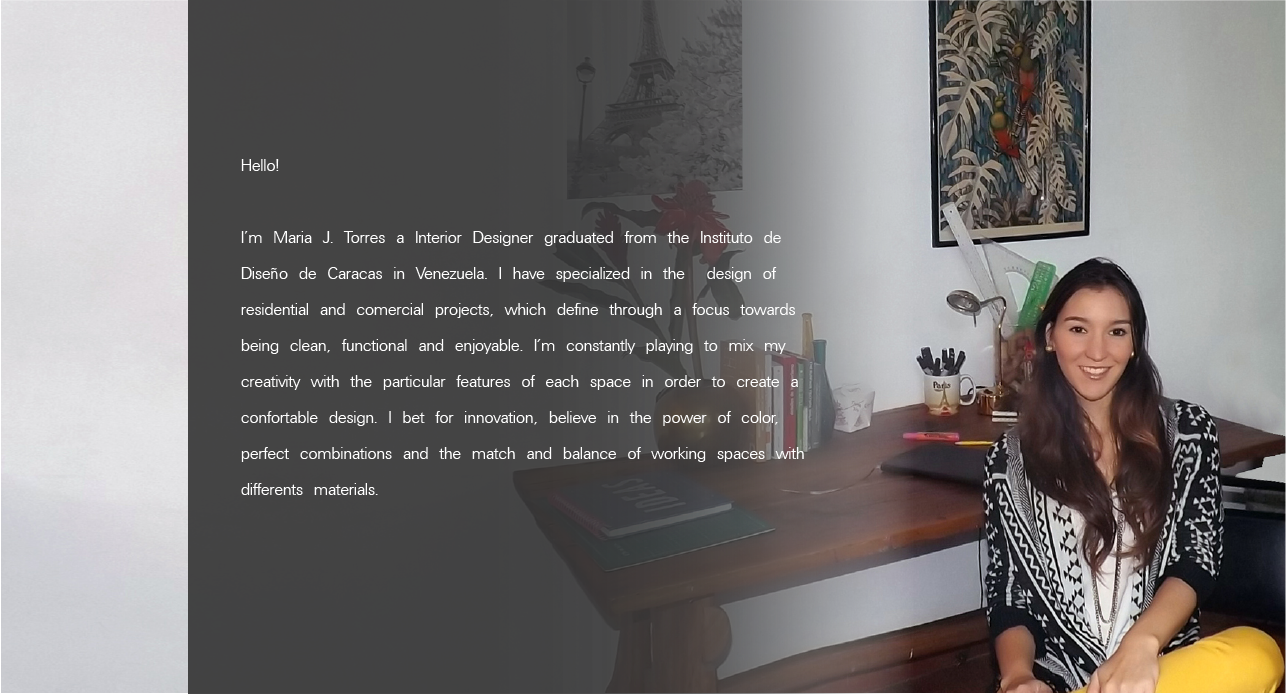 Hello!
I'm Maria J. Torres a Interior Designer graduated from the Instituto de
Diseño de Caracas in Venezuela. I have specialized in the design of
residential and comercial projects, which define through a focus towards
being clean, functional and enjoyable. I'm constantly playing to mix my
creativity with the particular features of each space in order to create a
confortable design. I bet for innovation, believe in the power of color,
perfect combinations and the match and balance of working spaces with
differents materials.
IDEAS
Paris